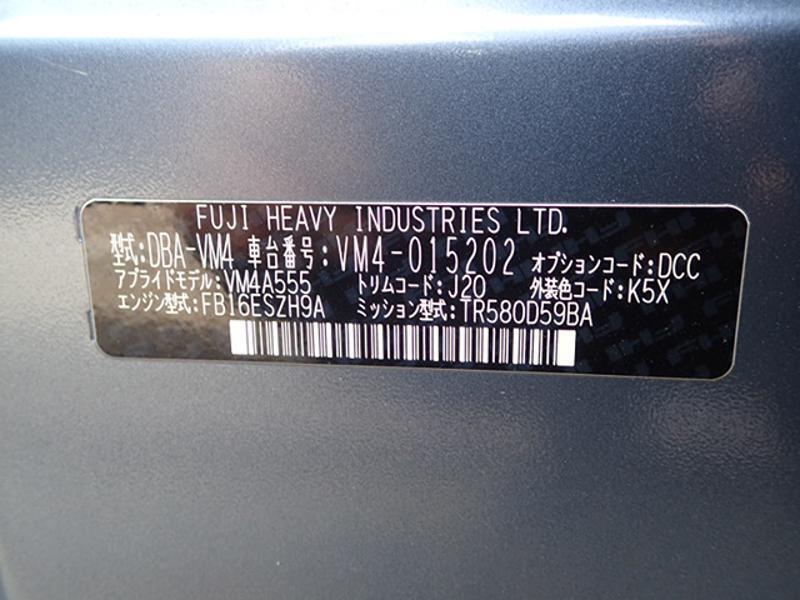 FUJI HEAVY INDUSTRIES LTD.
型式:DBA-VM4 車台番号:VM4-015202 オプションコード:DCC
アプライドモデル:VM4A555 トリムコード:J20 外装色コード:K5X
エンジン型式:FB16ESZH9A ミッション型式:TR580D59BA